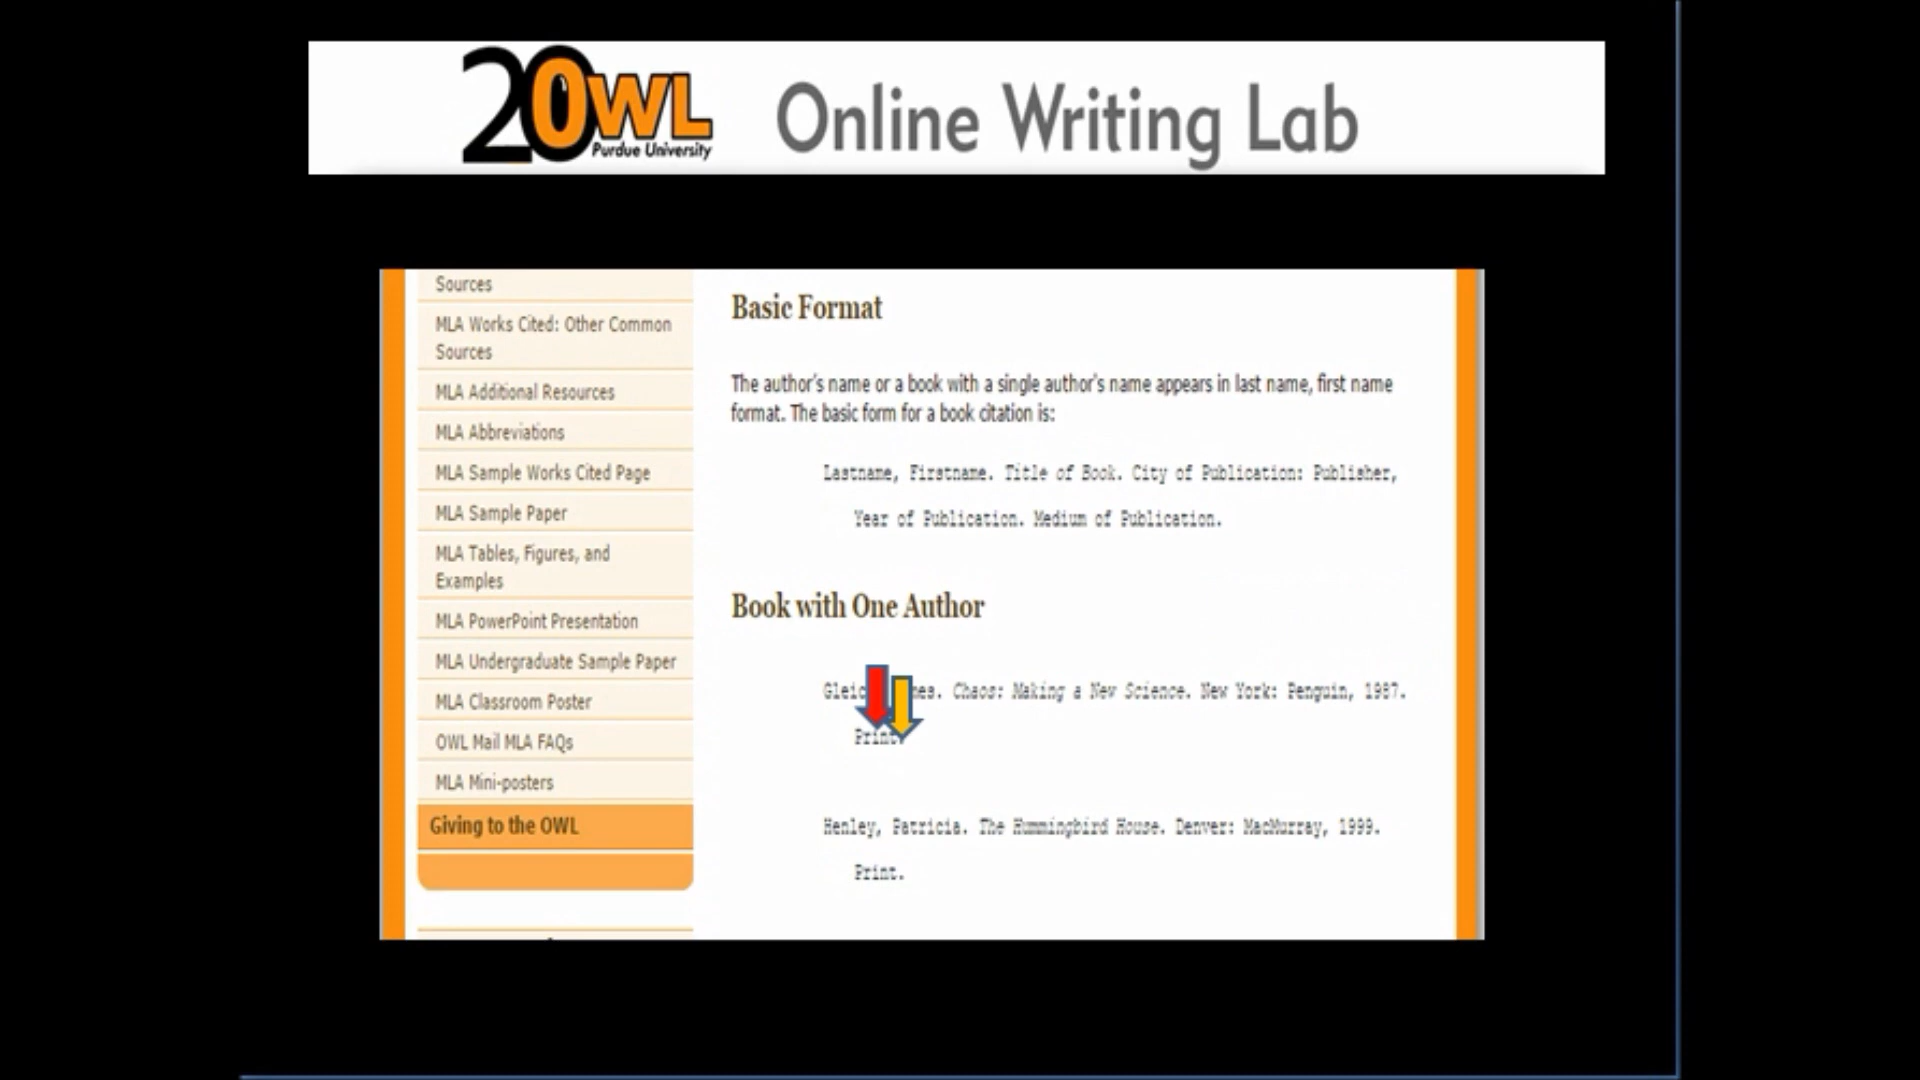 20WL
Purdue University
Online Writing Lab
Sources
MLA Works Cited: Other Common
Sources
MLA Additional Resources
MLA Abbreviations
MLA Sample Works Cited Page
MLA Sample Paper
MLA Tables, Figures, and
Examples
MLA PowerPoint Presentation
MLA Undergraduate Sample Paper
MLA Classroom Poster
OWL Mail MLA FAQs
MLA Mini-posters
Giving to the OWL
Basic Format
The author's name or a book with a single author's name appears in last name, first name
format. The basic form for a book citation is:
Lastname, Firstname. Title of Book. City of Publication: Publisher,
Year of Publication. Medium of Publication.
Book with One Author
Chaos: Making a New Science. New York: Penguin, 1987.
Print.
Henley, Patricia. The Hummingbird House. Denver: MacMurray, 1999.
Print.